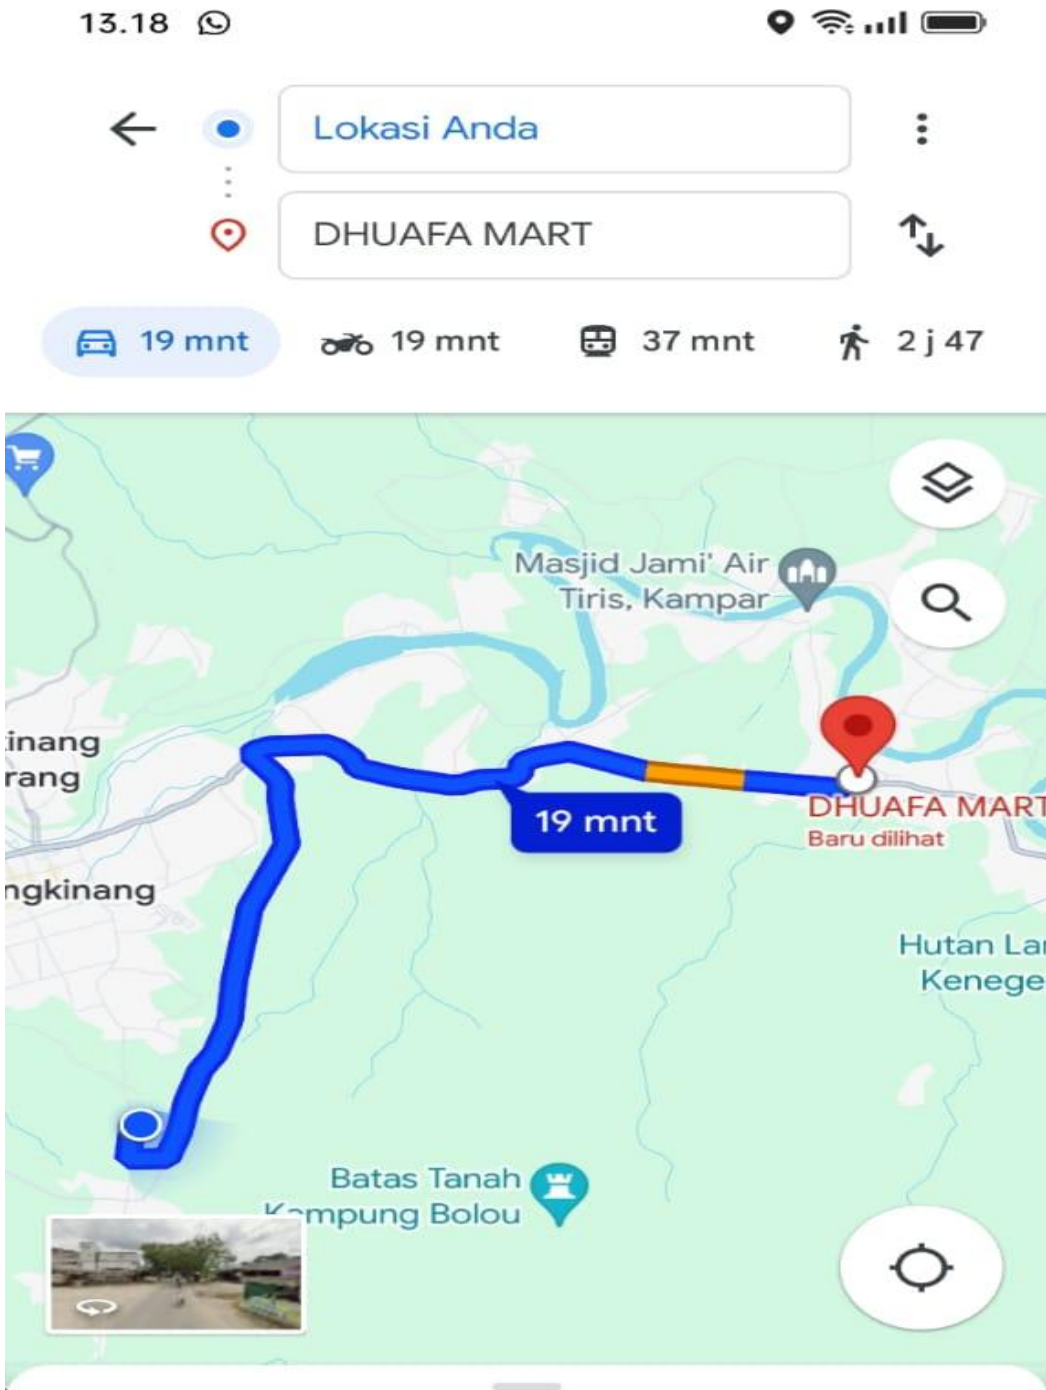 13.18
Lokasi Anda
DHUAFA MART
19 mnt
19 mnt
37 mnt
2 j 47
Masjid Jami' Air
Tiris, Kampar
inang
rang
19 mnt
DHUAFA MART
Baru dilihat
ngkinang
Hutan Lar
Kenege
Batas Tanah
Kampung Bolou